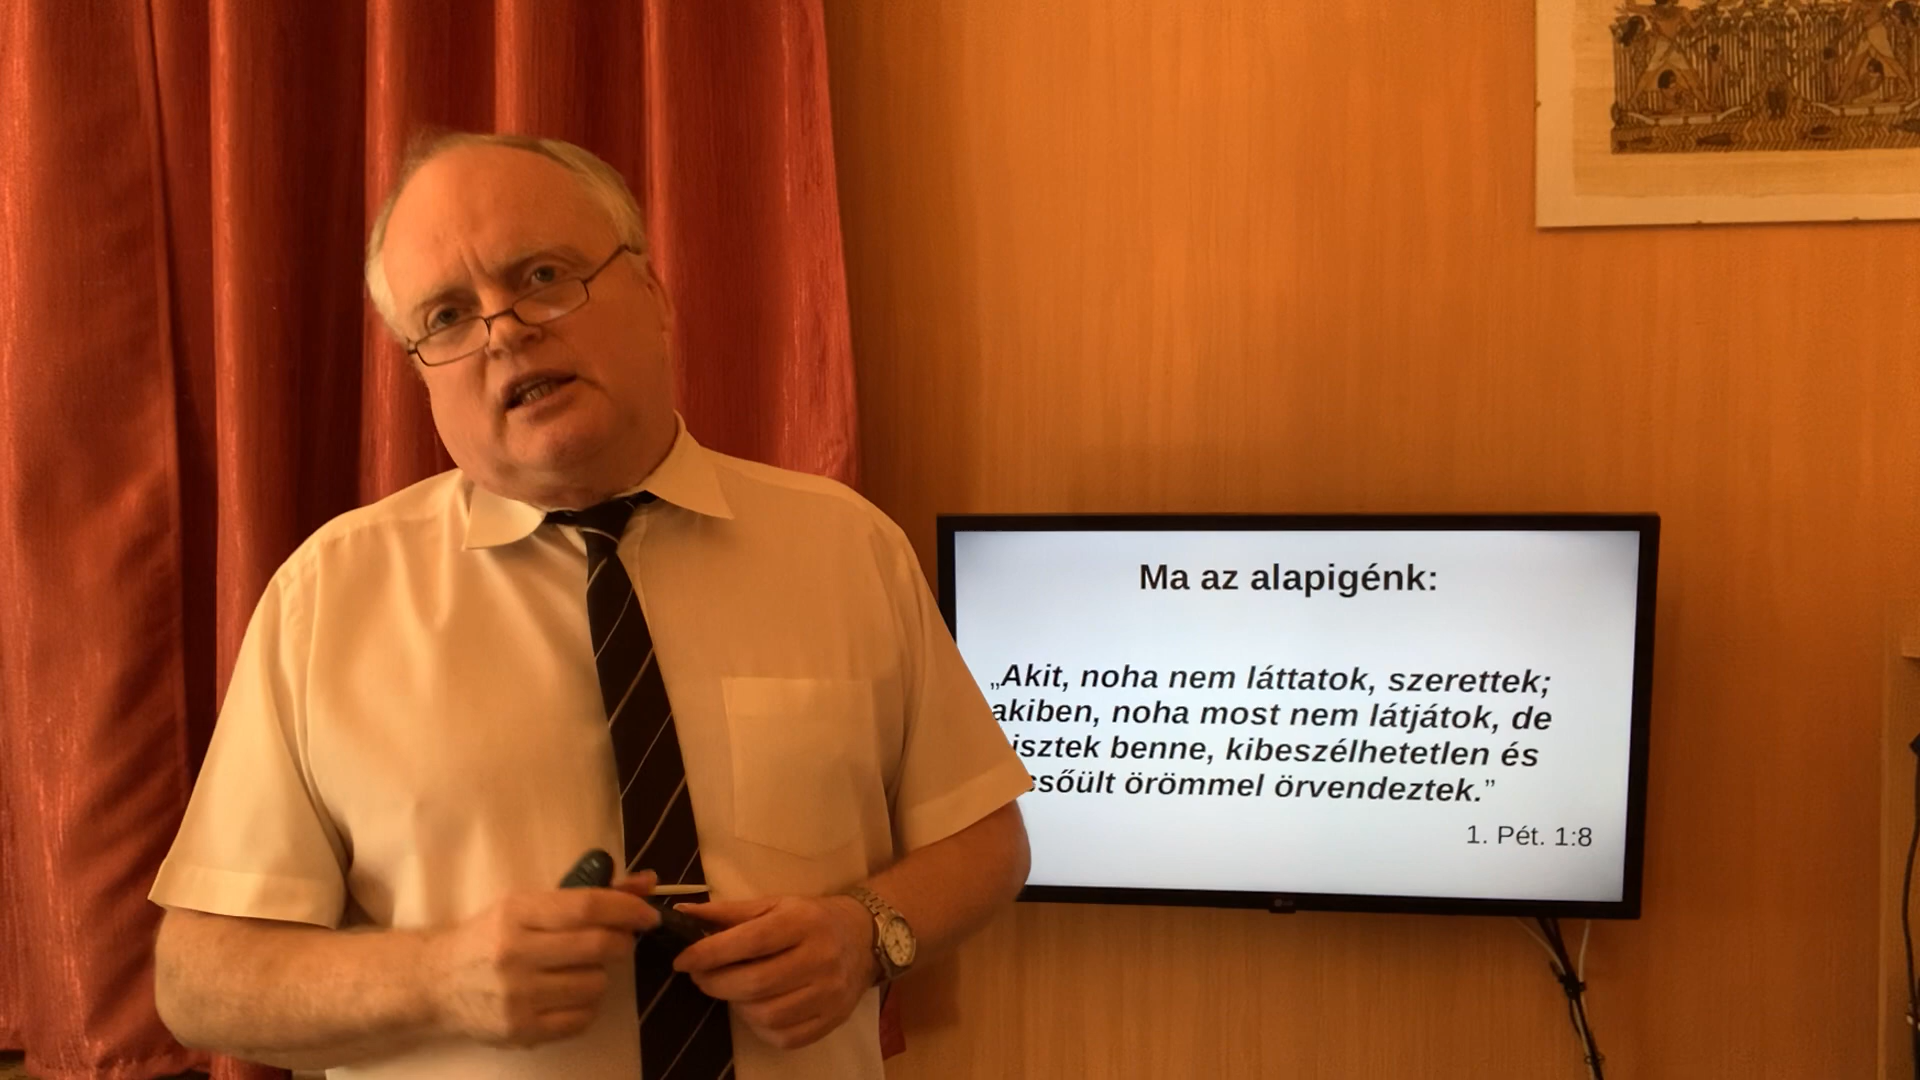 Ma az alapigénk:
„Akit, noha nem láttatok, szerettek;
akiben, noha most nem látjátok, de
benne, kibeszélhetetlen és
örömmel örvendeztek.”
1. Pét. 1:8